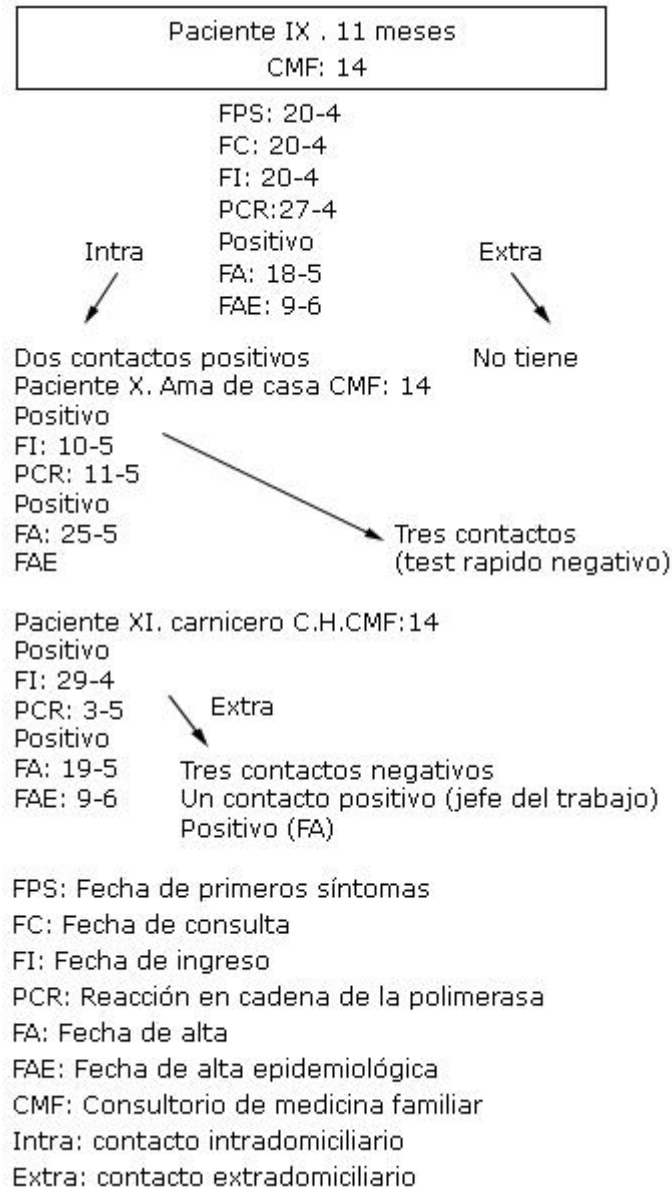 Paciente IX . 11 meses
CMF: 14
FPS: 20-4
FC: 20-4
FI: 20-4
PCR:27-4
Positivo
FA: 18-5
FAE: 9-6
Intra
Extra
Dos contactos positivos
No tiene
Paciente X. Ama de casa CMF: 14
Positivo
FI: 10-5
PCR: 11-5
Positivo
FA: 25-5
FAE
Tres contactos
(test rapido negativo)
Paciente XI. carnicero C.H.CMF:14
Positivo
FI: 29-4
PCR: 3-5
Positivo
FA: 19-5
FAE: 9-6
Extra
Tres contactos negativos
Un contacto positivo (jefe del trabajo)
Positivo (FA)
FPS: Fecha de primeros síntomas
FC: Fecha de consulta
FI: Fecha de ingreso
PCR: Reacción en cadena de la polimerasa
FA: Fecha de alta
FAE: Fecha de alta epidemiológica
CMF: Consultorio de medicina familiar
Intra: contacto intradomiciliario
Extra: contacto extradomiciliario